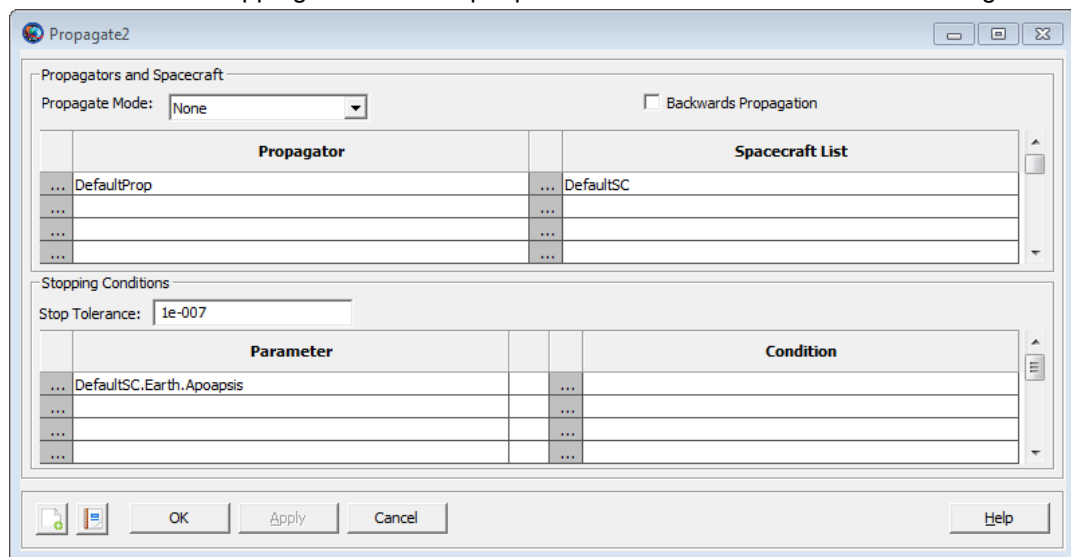 Propagate2
Propagators and Spacecraft
Propagate Mode: None Backwards Propagation
Propagator Spacecraft List
... DefaultProp ... DefaultSC
... ...
... ...
... ...
Stopping Conditions
Stop Tolerance: 1e-007
Parameter Condition
... DefaultSC.Earth.Apoapsis ...
... ...
... ...
... ...
OK Apply Cancel Help